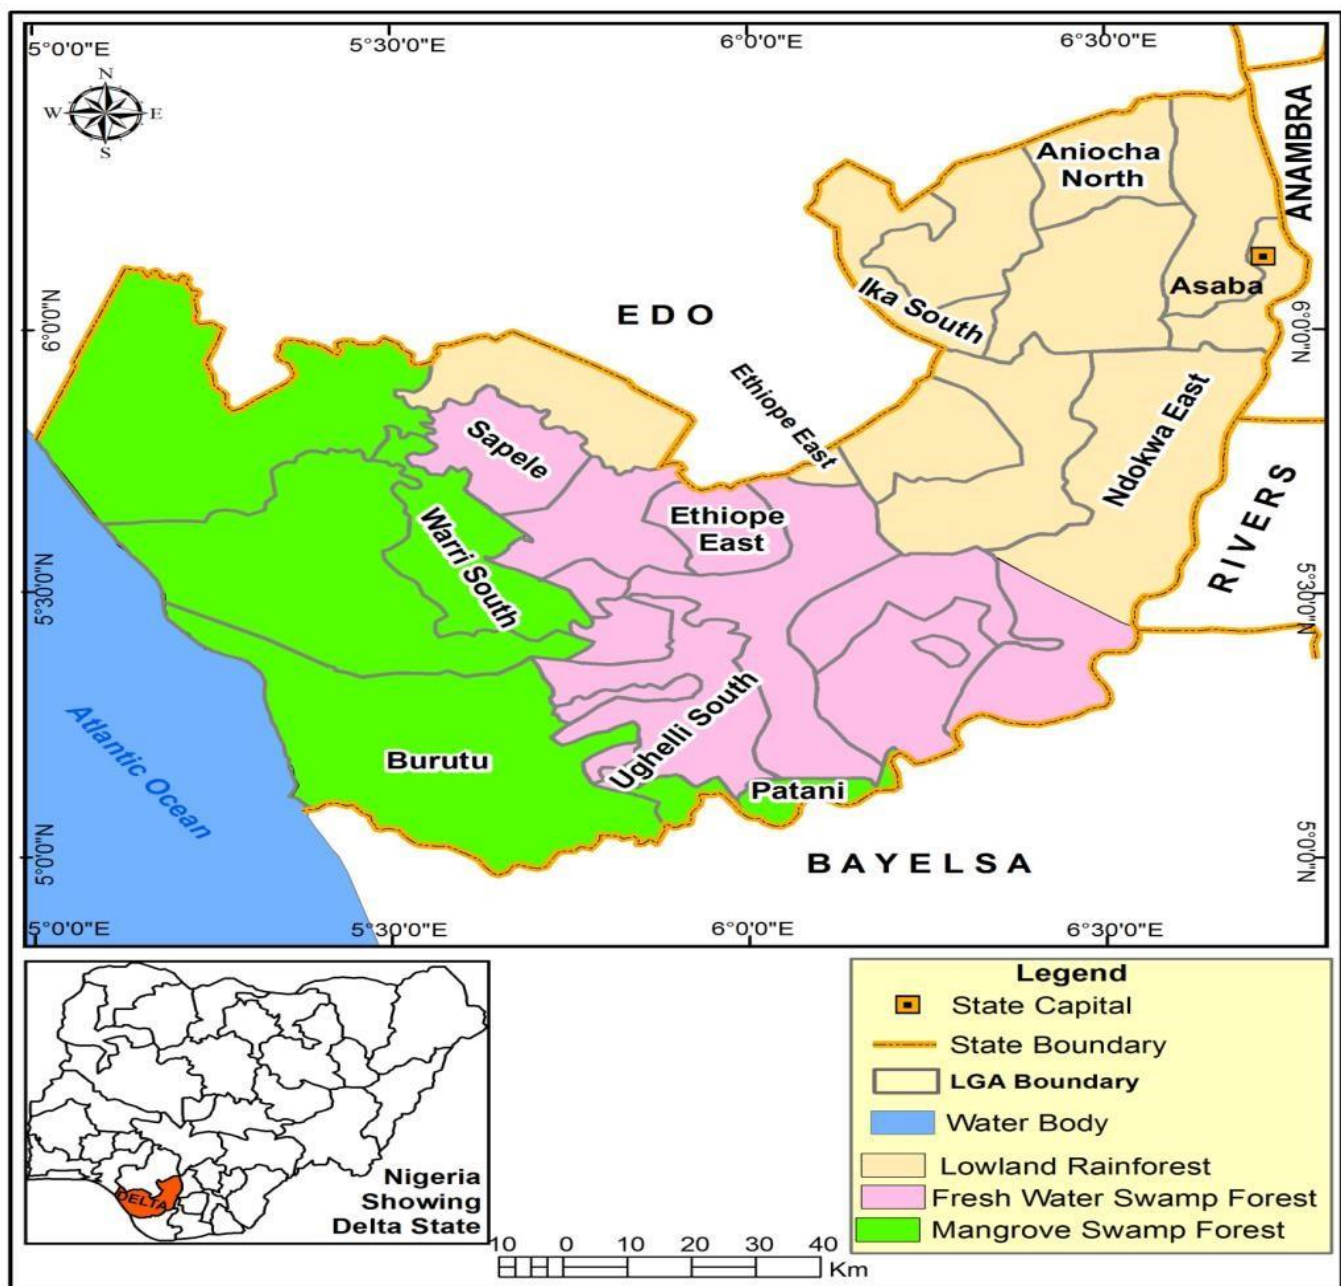 5°0'0"E
5°30'0"E
6°0'0"E
6°30'0"E
N
W
E
S
ANAMBRA
Aniocha
North
Asaba
Ika South
EDO
6°0'0"N
6°0'0"N
Ethiope East
Ndokwa East
Sapele
Ethiope
East
RIVERS
Warri South
5°30'0"N
5°30'0"N
Ughelli South
Atlantic Ocean
Burutu
Patani
BAYELSA
5°0'0"N
5°0'0"N
5°0'0"E
5°30'0"E
6°0'0"E
6°30'0"E
DELTA
Nigeria
Showing
Delta State
10 0 10 20 30 40
Km
Legend
State Capital
State Boundary
LGA Boundary
Water Body
Lowland Rainforest
Fresh Water Swamp Forest
Mangrove Swamp Forest